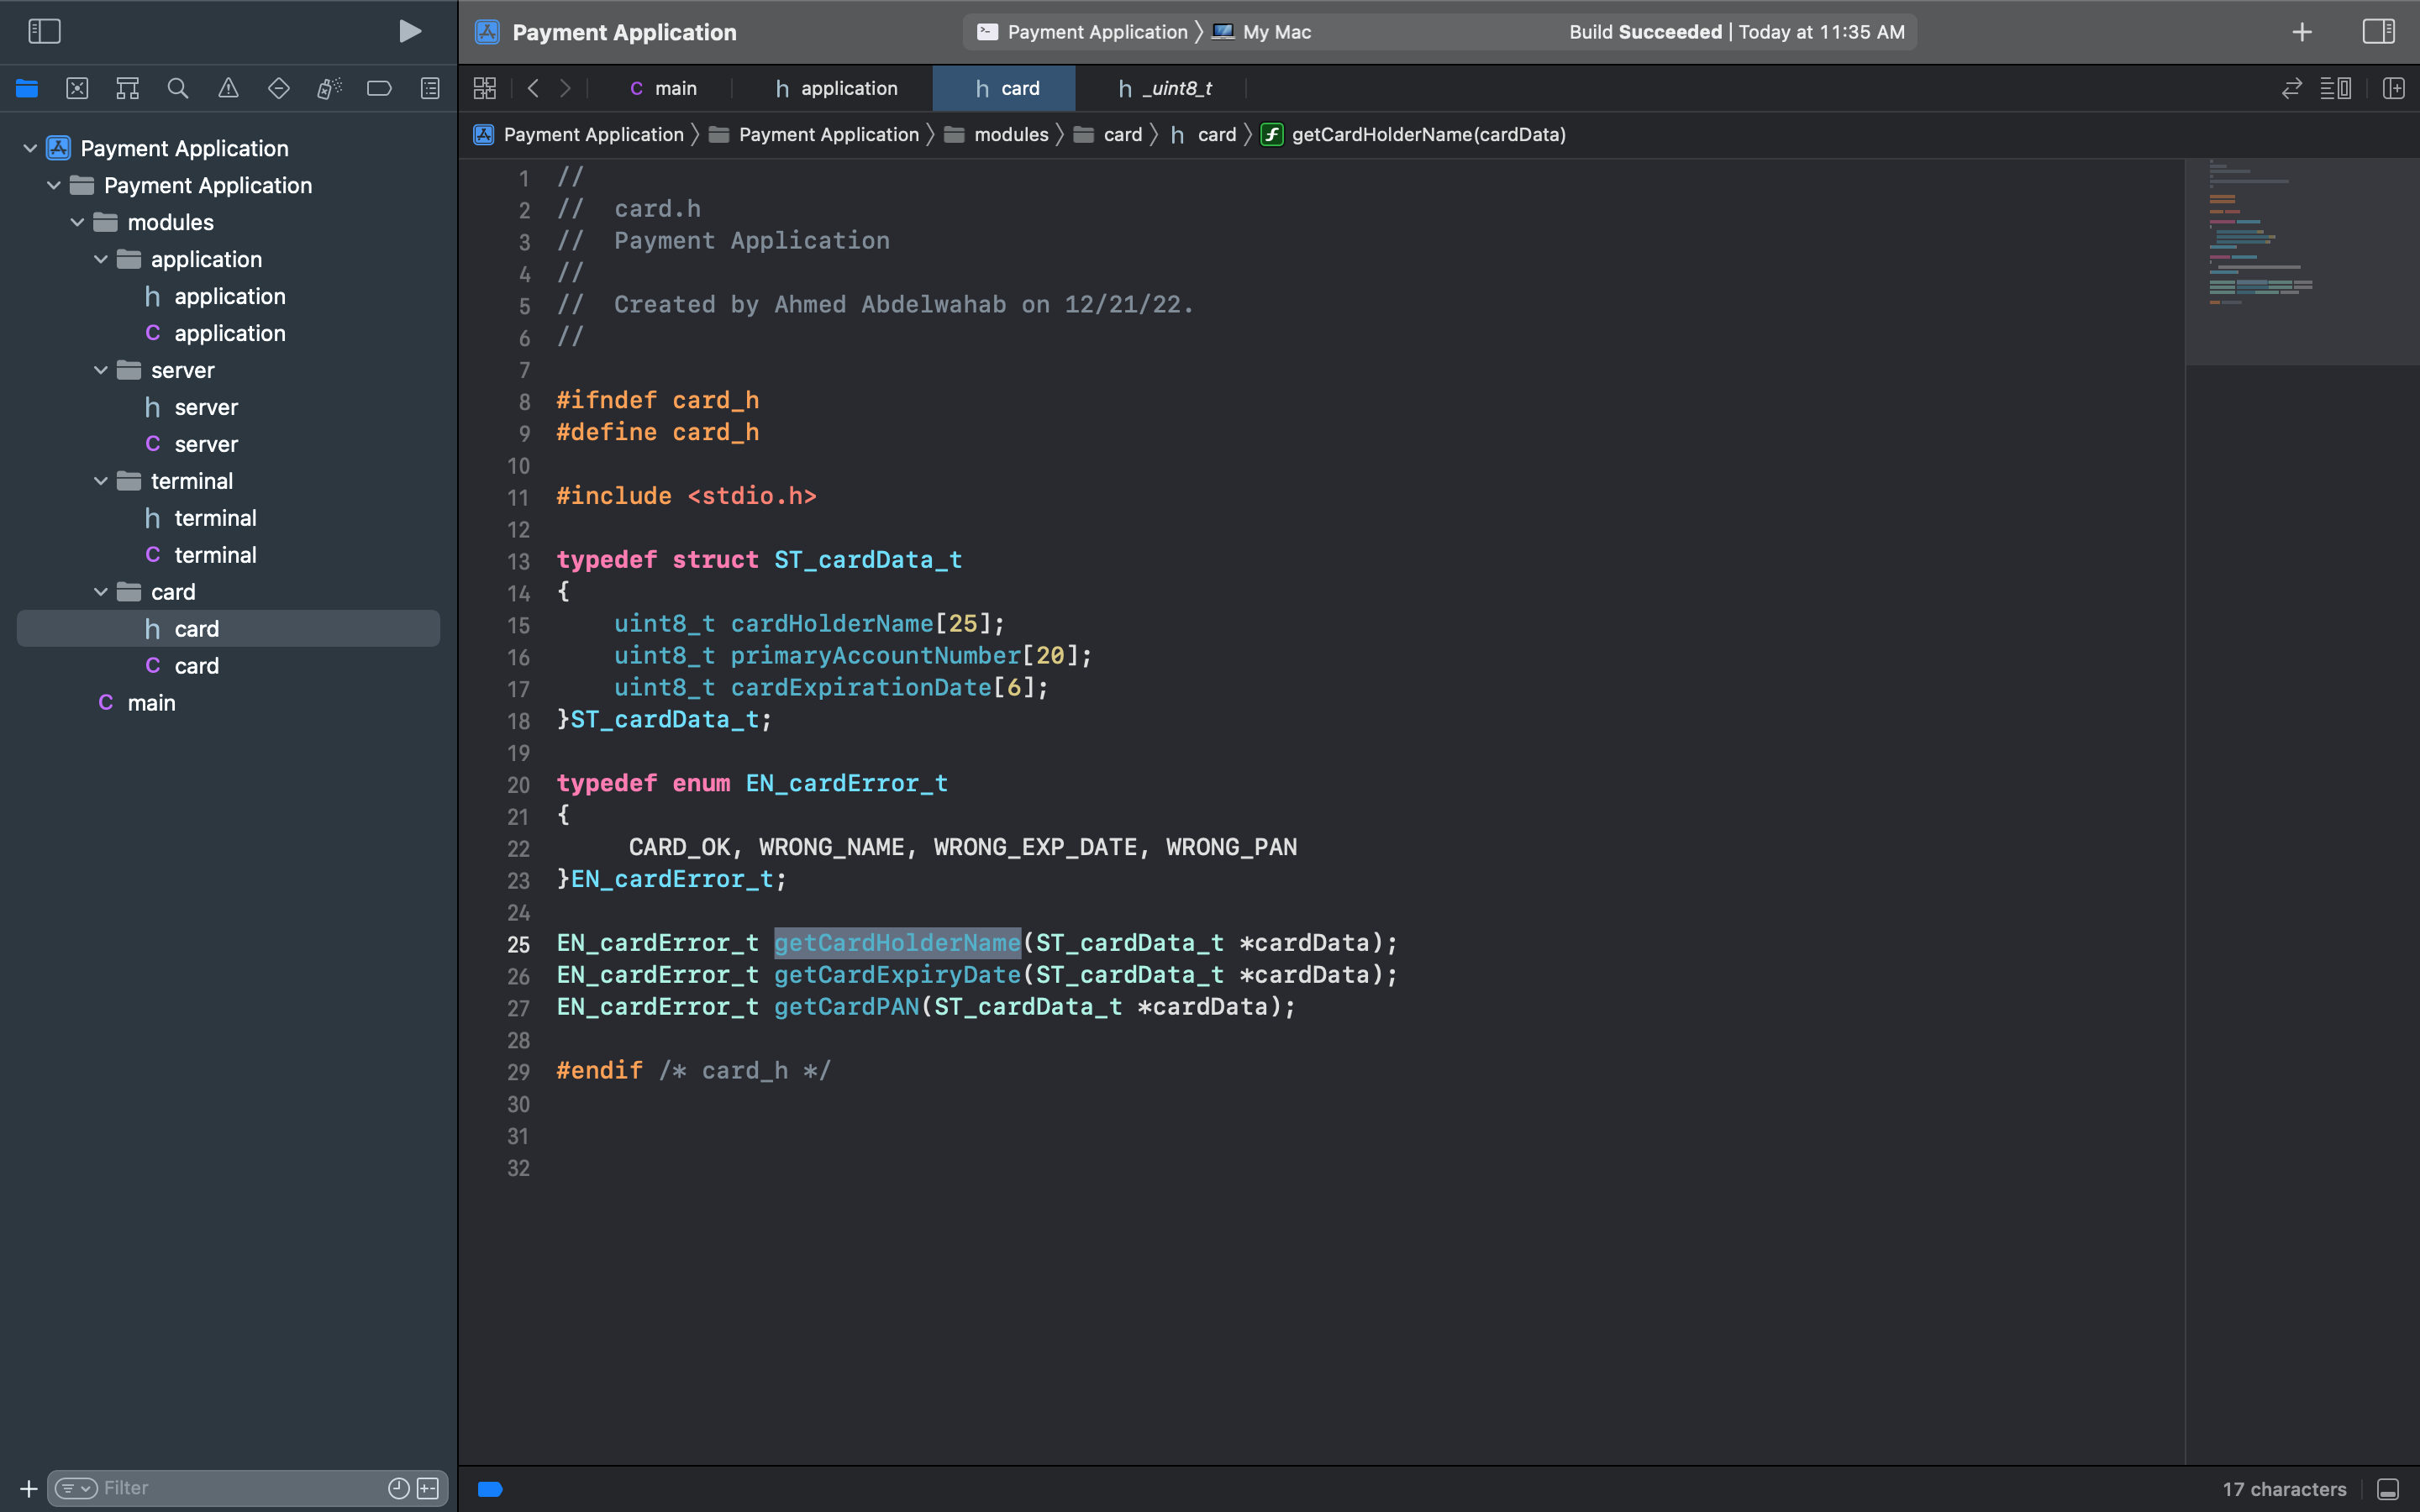 Payment Application
Payment Application 〉 My Mac
Build Succeeded | Today at 11:35 AM
C main
h application
h card
h _uint8_t
Payment Application 〉 Payment Application 〉 modules 〉 card 〉 h card 〉 f getCardHolderName(cardData)
Payment Application
Payment Application
modules
application
h application
C application
server
h server
C server
terminal
h terminal
C terminal
card
h card
C card
C main
1 //
2 //  card.h
3 //  Payment Application
4 //
5 //  Created by Ahmed Abdelwahab on 12/21/22.
6 //
7
8 #ifndef card_h
9 #define card_h
10
11 #include <stdio.h>
12
13 typedef struct ST_cardData_t
14 {
15     uint8_t cardHolderName[25];
16     uint8_t primaryAccountNumber[20];
17     uint8_t cardExpirationDate[6];
18 }ST_cardData_t;
19
20 typedef enum EN_cardError_t
21 {
22      CARD_OK, WRONG_NAME, WRONG_EXP_DATE, WRONG_PAN
23 }EN_cardError_t;
24
25 EN_cardError_t getCardHolderName(ST_cardData_t *cardData);
26 EN_cardError_t getCardExpiryDate(ST_cardData_t *cardData);
27 EN_cardError_t getCardPAN(ST_cardData_t *cardData);
28
29 #endif /* card_h */
30
31
32
Filter
17 characters